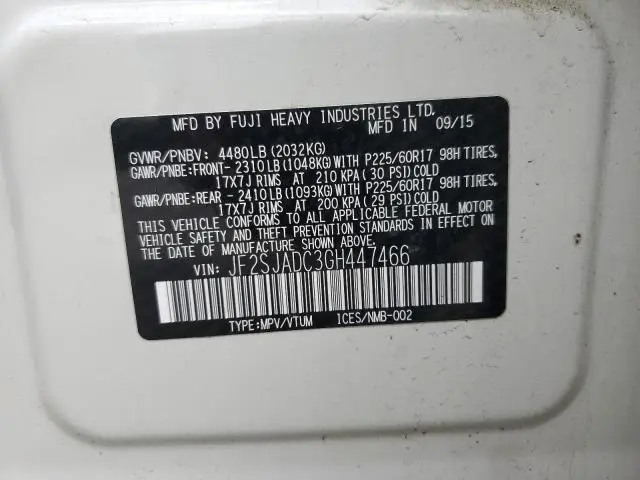 MFD BY FUJI HEAVY INDUSTRIES LTD.
MFD IN 09/15
GVWR/PNBV: 4480LB (2032KG)
GAWR/PNBE:FRONT- 2310LB (1048KG) WITH P225/60R17 98H TIRES,
17X7J RIMS AT 210 KPA (30 PSI) COLD
GAWR/PNBE:REAR - 2410LB (1093KG) WITH P225/60R17 98H TIRES,
17X7J RIMS AT 200 KPA (29 PSI) COLD
THIS VEHICLE CONFORMS TO ALL APPLICABLE FEDERAL MOTOR
VEHICLE SAFETY AND THEFT PREVENTION STANDARDS IN EFFECT ON
THE DATE OF MANUFACTURE SHOWN ABOVE.
VIN: JF2SJADC3GH447466
TYPE:MPV/VTUM ICES/NMB-002